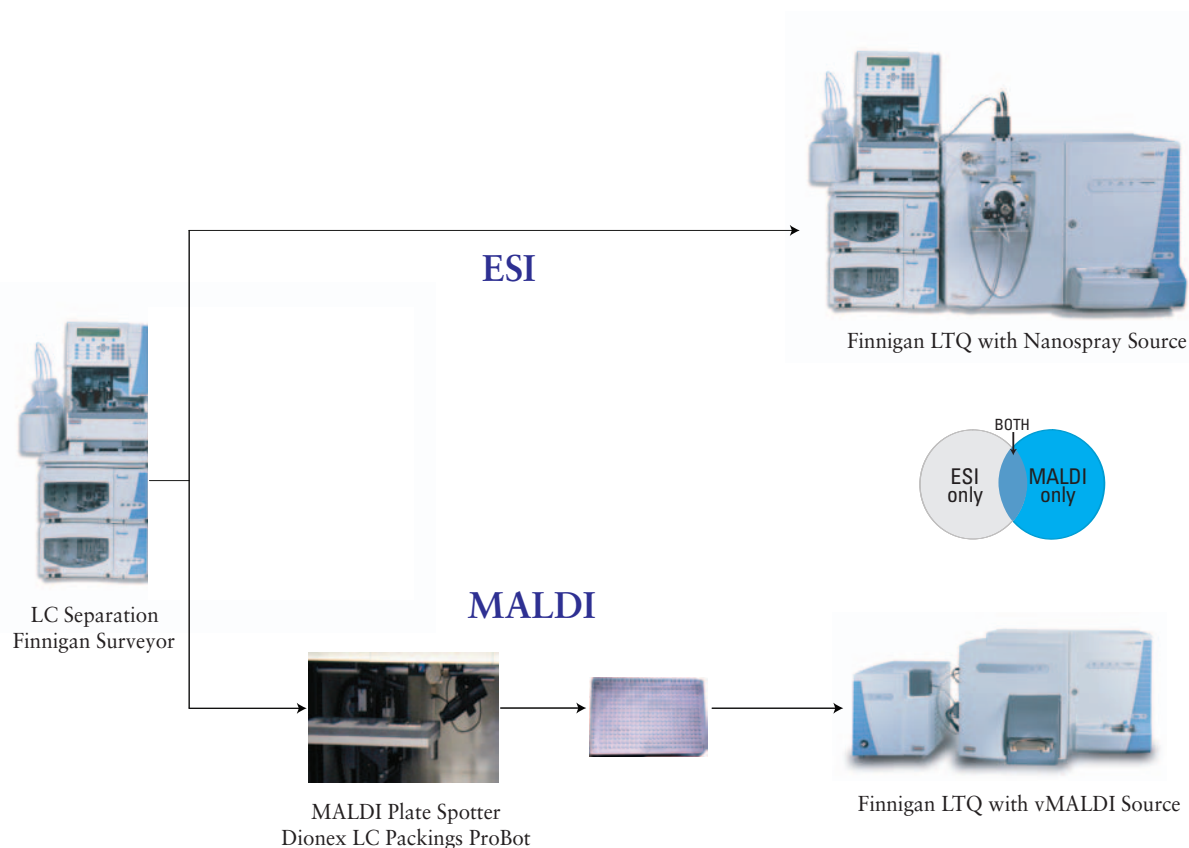 ESI
Finnigan LTQ with Nanospray Source
BOTH
ESI
only
MALDI
only
LC Separation
Finnigan Surveyor
MALDI
MALDI Plate Spotter
Dionex LC Packings ProBot
Finnigan LTQ with vMALDI Source